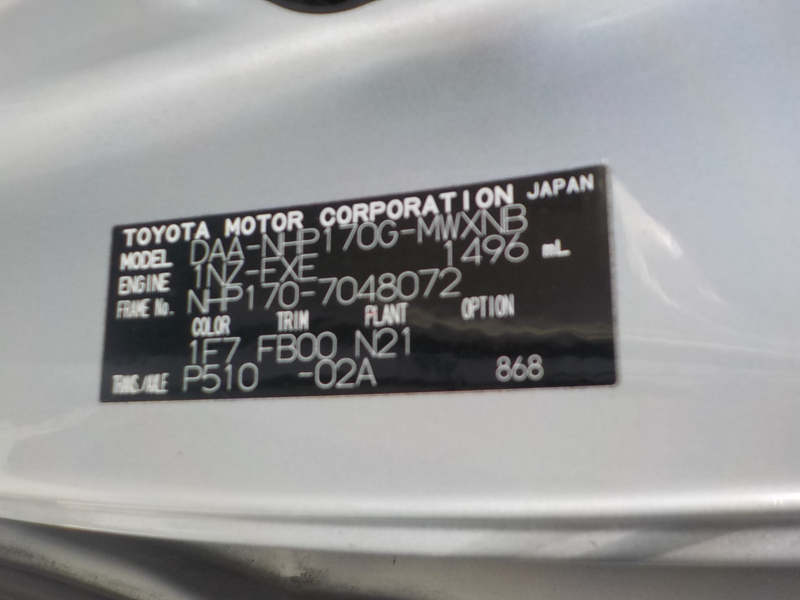 TOYOTA MOTOR CORPORATION JAPAN
MODEL DAA-NHP170G-MWXNB
ENGINE 1NZ-FXE 1496 mL
FRAME No. NHP170-7048072
COLOR TRIM PLANT OPTION
1F7 FB00 N21
TRANS./AXLE P510 -02A 868